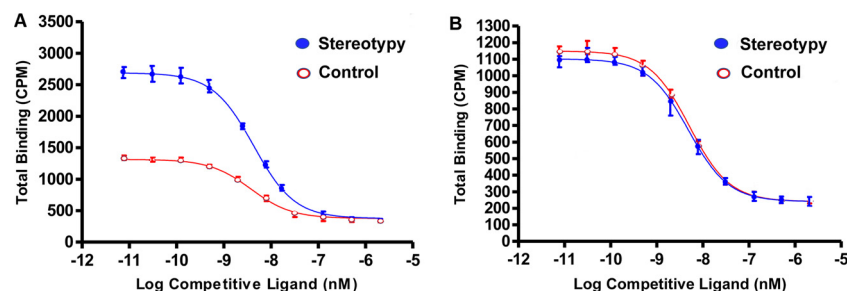 A
Total Binding (CPM)
3500
3000
2500
2000
1500
1000
500
0
Stereotypy
Control
-12 -11 -10 -9 -8 -7 -6 -5
Log Competitive Ligand (nM)
B
Total Binding (CPM)
1300
1200
1100
1000
900
800
700
600
500
400
300
200
100
0
Stereotypy
Control
-12 -11 -10 -9 -8 -7 -6 -5
Log Competitive Ligand (nM)